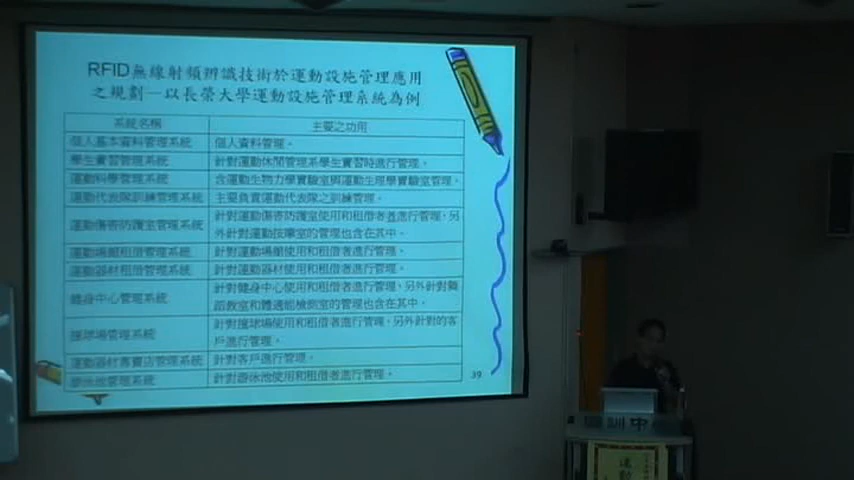 RFID無線射頻辨識技術於運動設施管理應用
之規劃—以長榮大學運動設施管理系統為例
系統名稱 主要之功用
個人基本資料管理系統 個人資料管理。
學生實習管理系統 針對運動休閒管理系學生實習時進行管理。
運動科學管理系統 含運動生物力學實驗室與運動生理學實驗室管理。
運動代表隊訓練管理系統 主要負責運動代表隊之訓練管理。
運動傷害防護室管理系統 針對運動傷害防護室使用和租借者進行管理，另
外針對運動按摩室的管理也含在其中。
運動場館租借管理系統 針對運動場館使用和租借者進行管理。
運動器材租借管理系統 針對運動器材使用和租借者進行管理。
健身中心管理系統 針對健身中心使用和租借者進行管理，另外針對舞
蹈教室和體適能檢測室的管理也含在其中。
撞球場管理系統 針對撞球場使用和租借者進行管理，另外針對的客
戶進行管理。
運動器材專賣店管理系統 針對客戶進行管理。
游泳池管理系統 針對游泳池使用和租借者進行管理。
39
訓中
運動